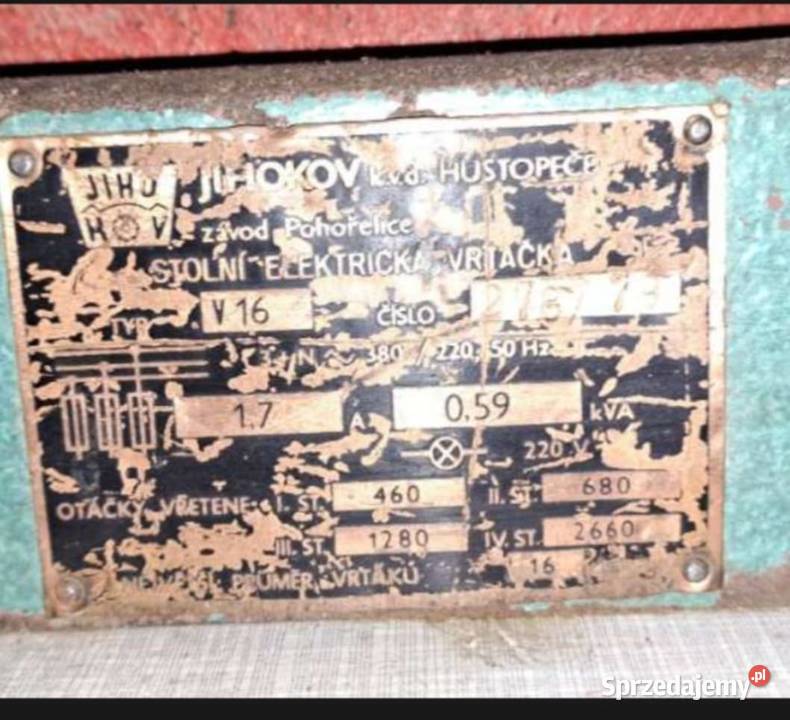 JIHO
KOV
JIHOKOV k.v.d. HUSTOPEČE
závod Pohořelice
STOLNÍ ELEKTRICKÁ VRTAČKA
TYP V 16 ČÍSLO
3/N ~ 380 / 220, 50 Hz
1.7 A 0.59 kVA
220 V
OTÁČKY VŘETENE I. ST. 460 II. ST. 680
III. ST. 1280 IV. ST. 2660
PRŮMĚR VRTÁKŮ 16
Sprzedajemy.pl